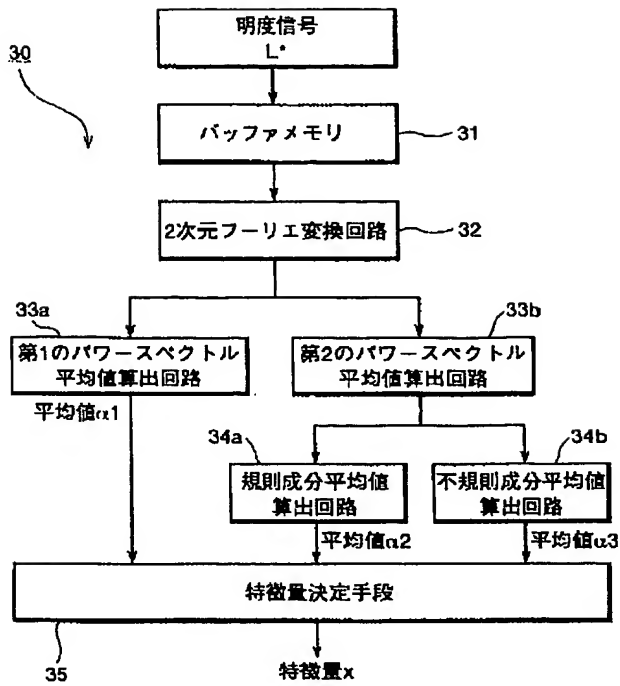 明度信号
L*
30
バッファメモリ
31
2次元フーリエ変換回路
32
33a
33b
第1のパワースペクトル
平均値算出回路
第2のパワースペクトル
平均値算出回路
平均値α1
34a
34b
規則成分平均値
算出回路
不規則成分平均値
算出回路
平均値α2
平均値α3
特徴量決定手段
35
特徴量x